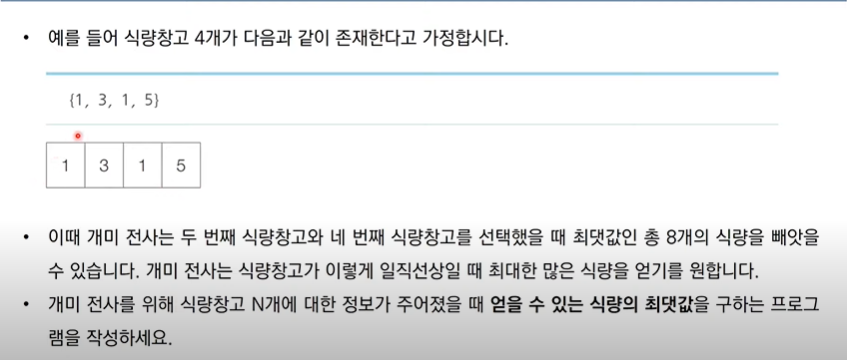 • 예를 들어 식량창고 4개가 다음과 같이 존재한다고 가정합시다.
{1, 3, 1, 5}
1 3 1 5
• 이때 개미 전사는 두 번째 식량창고와 네 번째 식량창고를 선택했을 때 최댓값인 총 8개의 식량을 빼앗을
수 있습니다. 개미 전사는 식량창고가 이렇게 일직선상일 때 최대한 많은 식량을 얻기를 원합니다.
• 개미 전사를 위해 식량창고 N개에 대한 정보가 주어졌을 때 얻을 수 있는 식량의 최댓값을 구하는 프로그
램을 작성하세요.